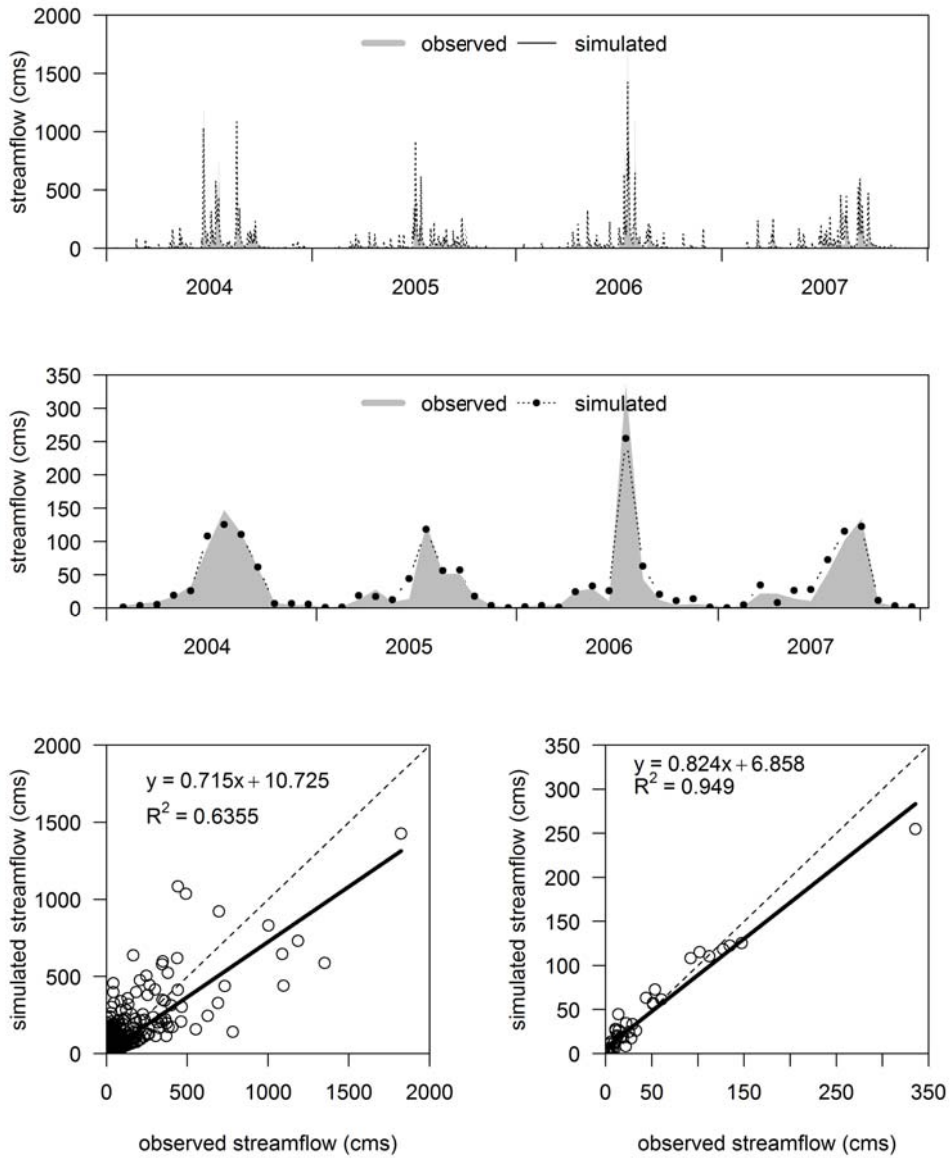 2000
1500
1000
500
0
streamflow (cms)
observed simulated
2004 2005 2006 2007
350
300
250
200
150
100
50
0
streamflow (cms)
observed simulated
2004 2005 2006 2007
2000
1500
1000
500
0
simulated streamflow (cms)
y = 0.715x + 10.725
R² = 0.6355
0 500 1000 1500 2000
observed streamflow (cms)
350
300
250
200
150
100
50
0
simulated streamflow (cms)
y = 0.824x + 6.858
R² = 0.949
0 50 150 250 350
observed streamflow (cms)